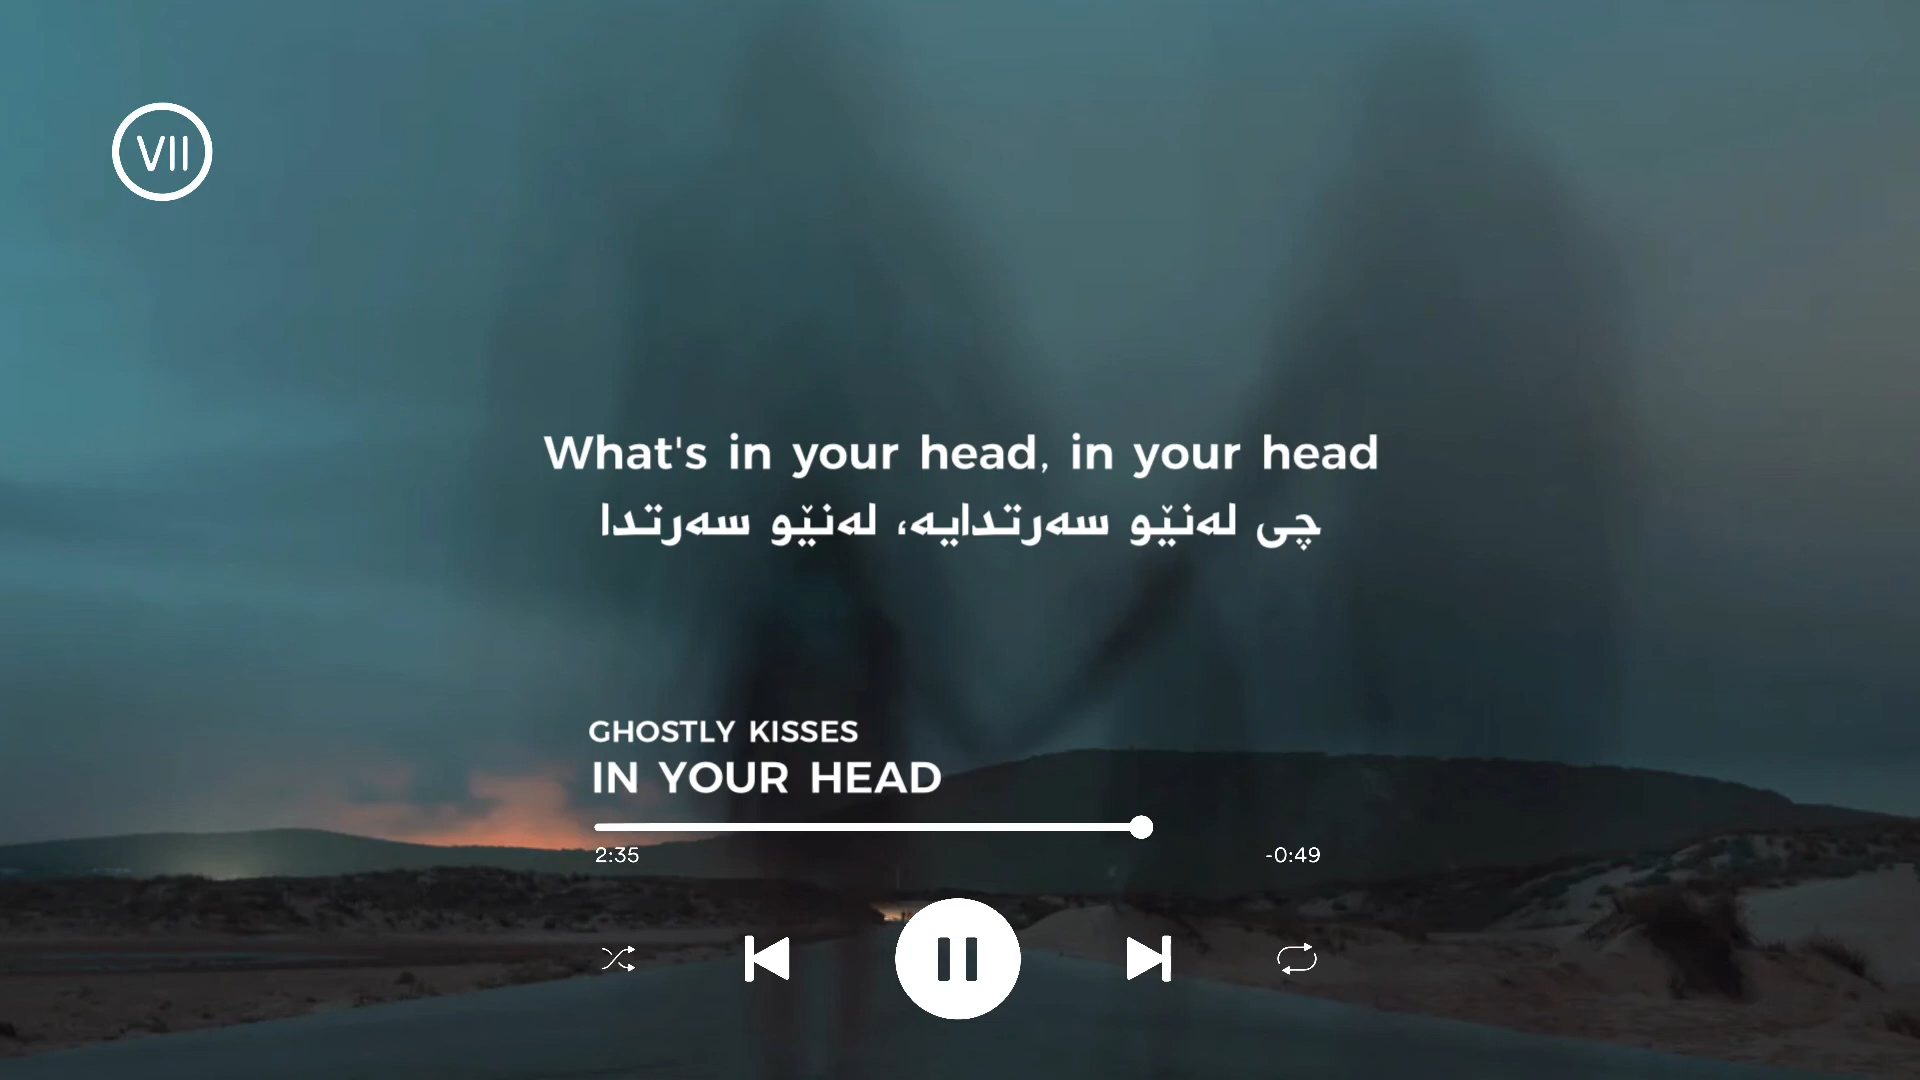 VII
What's in your head, in your head
چی لەنێو سەرتدایە، لەنێو سەرتدا
GHOSTLY KISSES
IN YOUR HEAD
2:35
-0:49